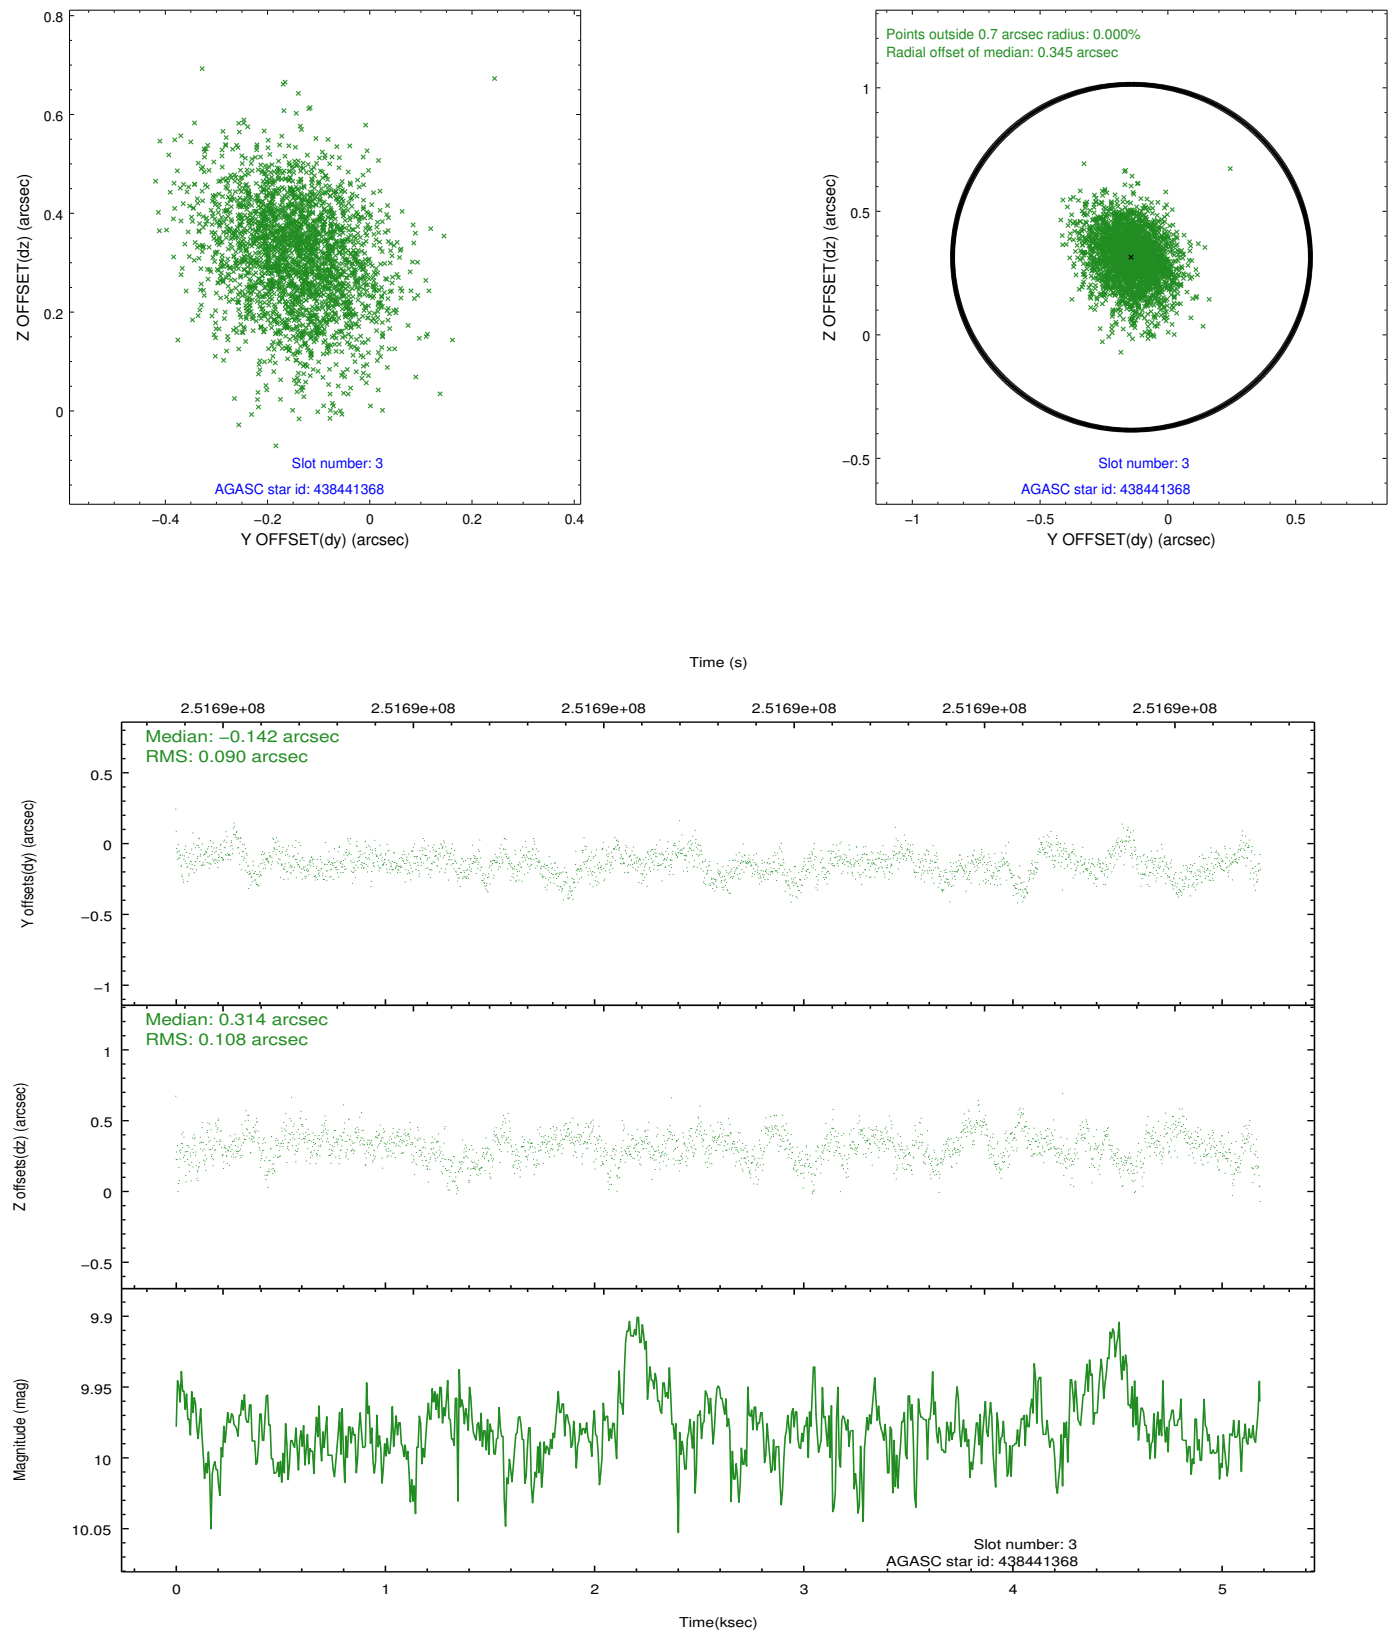 0.8
0.6
0.4
0.2
0
Z OFFSET(dz) (arcsec)
Slot number: 3
AGASC star id: 438441368
−0.4
−0.2
0
0.2
0.4
Y OFFSET(dy) (arcsec)
Points outside 0.7 arcsec radius: 0.000%
Radial offset of median: 0.345 arcsec
1
0.5
0
−0.5
Z OFFSET(dz) (arcsec)
Slot number: 3
AGASC star id: 438441368
−1
−0.5
0
0.5
Y OFFSET(dy) (arcsec)
Time (s)
2.5169e+08
2.5169e+08
2.5169e+08
2.5169e+08
2.5169e+08
2.5169e+08
Median: −0.142 arcsec
RMS: 0.090 arcsec
0.5
0
−0.5
−1
Y offsets(dy) (arcsec)
Median: 0.314 arcsec
RMS: 0.108 arcsec
1
0.5
0
−0.5
Z offsets(dz) (arcsec)
9.9
9.95
10
10.05
Magnitude (mag)
Slot number: 3
AGASC star id: 438441368
0
1
2
3
4
5
Time(ksec)